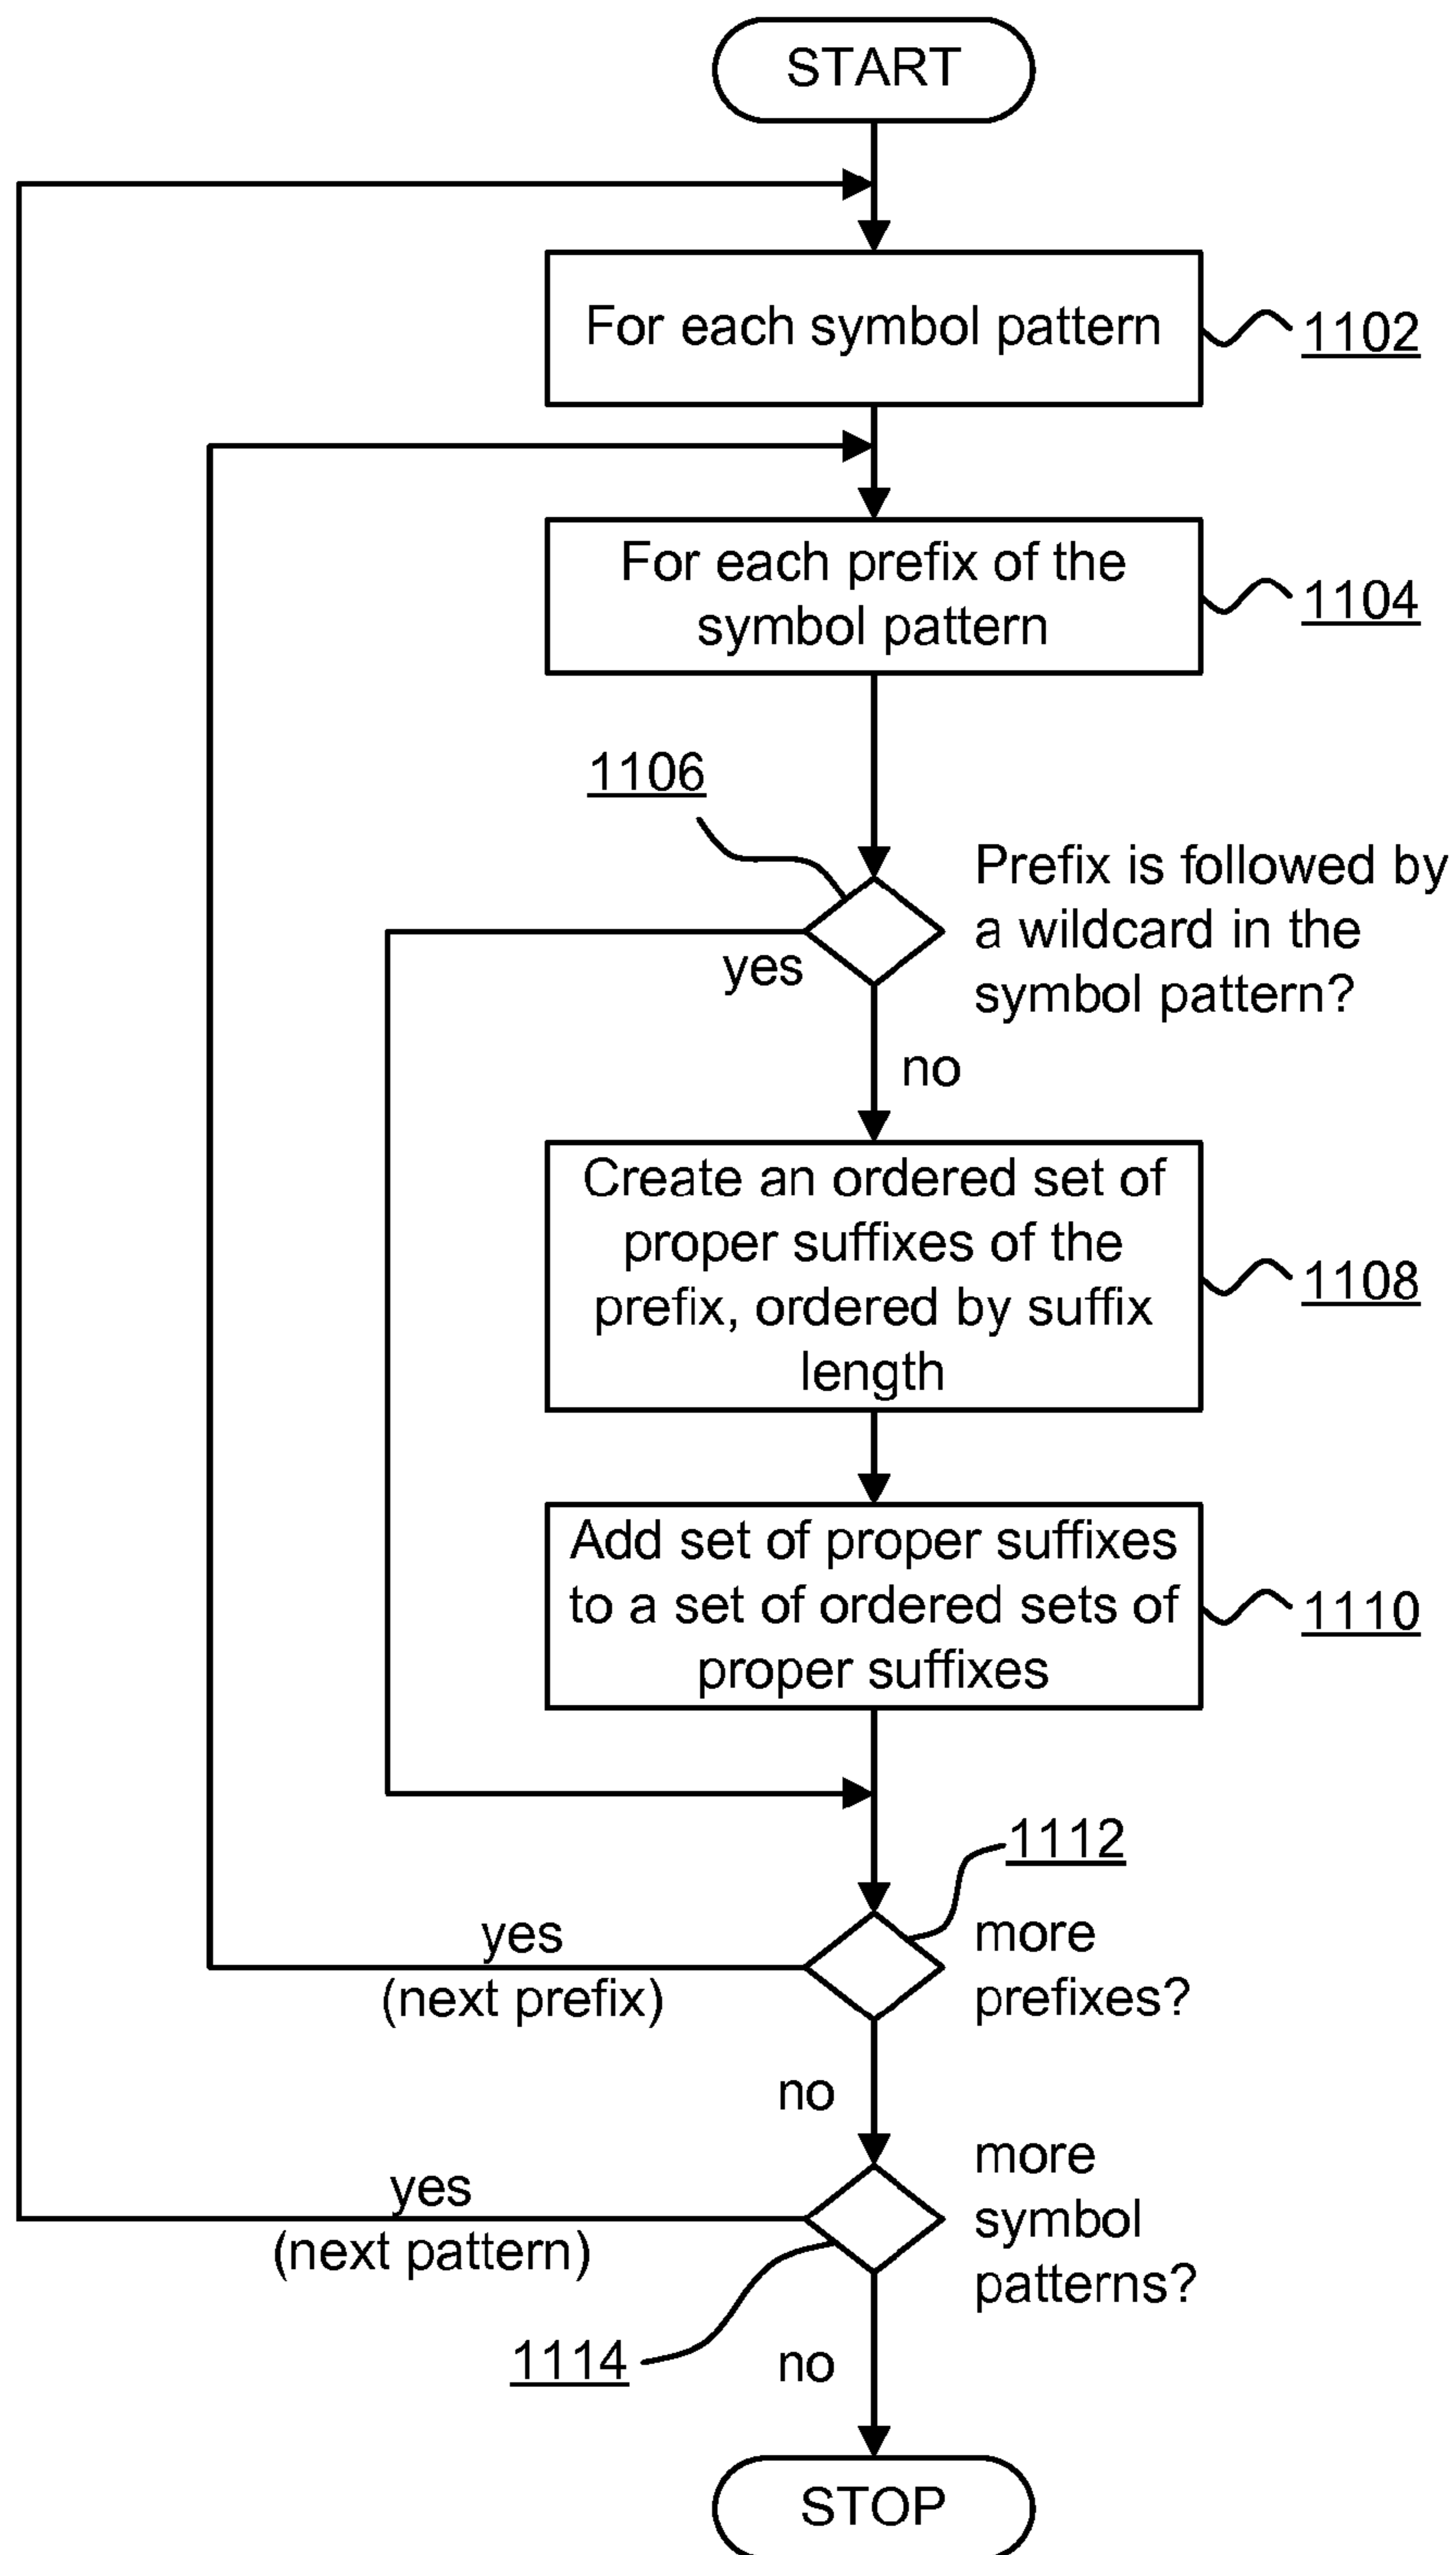 START
For each symbol pattern
1102
For each prefix of the
symbol pattern
1104
1106
Prefix is followed by
a wildcard in the
symbol pattern?
yes
no
Create an ordered set of
proper suffixes of the
prefix, ordered by suffix
length
1108
Add set of proper suffixes
to a set of ordered sets of
proper suffixes
1110
1112
more
prefixes?
yes
(next prefix)
no
more
symbol
patterns?
yes
(next pattern)
1114
no
STOP